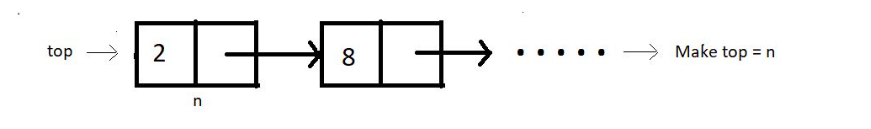 top 2 8 ..... Make top = n
n